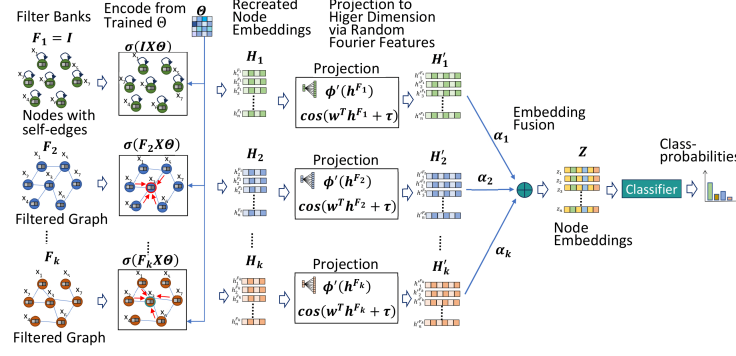 Filter Banks
Encode from
Trained Θ
Θ
Recreated
Node
Embeddings
Projection to
Higer Dimension
via Random
Fourier Features
F₁ = I
σ(IXΘ)
H₁
Projection
ϕ′(h^F₁)
cos(wᵀh^F₁ + τ)
H′₁
Nodes with
self-edges
α₁
Embedding
Fusion
F₂
σ(F₂XΘ)
H₂
Projection
ϕ′(h^F₂)
cos(wᵀh^F₂ + τ)
H′₂
α₂
Z
Classifier
Class-
probabilities
Filtered Graph
Node
Embeddings
Fₖ
σ(FₖXΘ)
Hₖ
Projection
ϕ′(h^Fₖ)
cos(wᵀh^Fₖ + τ)
H′ₖ
αₖ
Filtered Graph